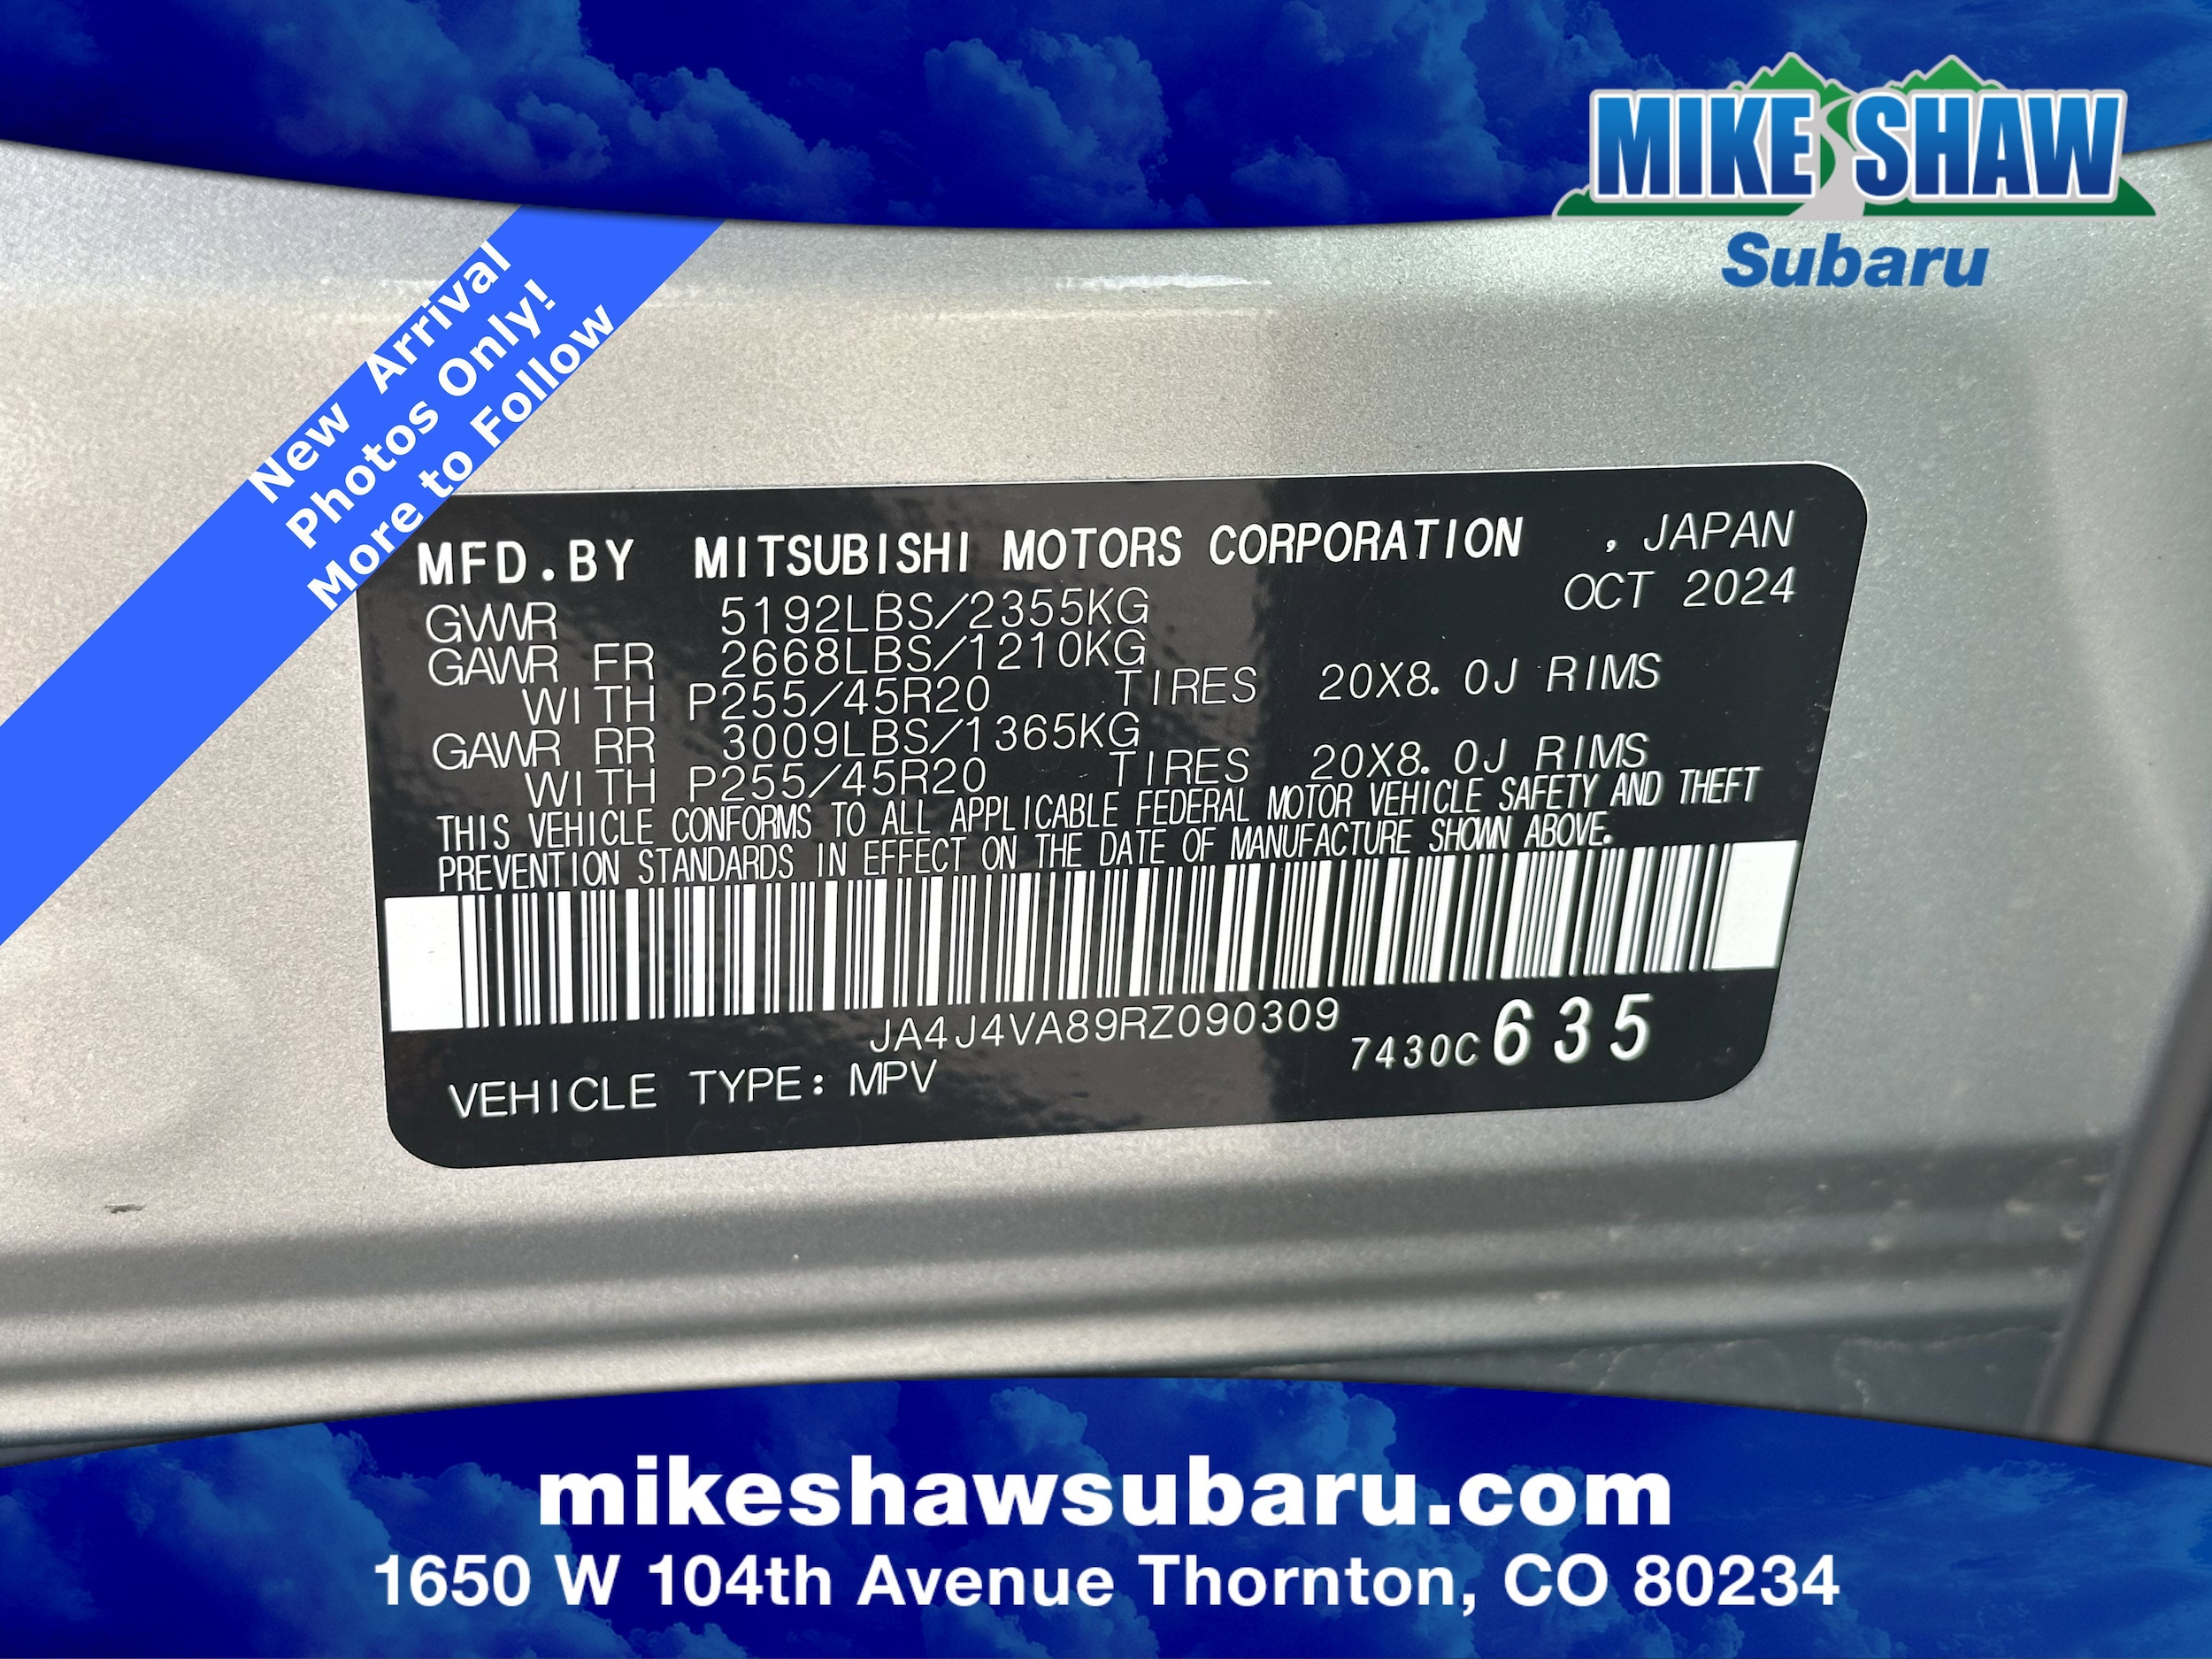 MIKE SHAW
Subaru
New Arrival
Photos Only!
More to Follow
MFD.BY MITSUBISHI MOTORS CORPORATION , JAPAN
OCT 2024
GVWR 5192LBS/2355KG
GAWR FR 2668LBS/1210KG
WITH P255/45R20 TIRES 20X8.0J RIMS
GAWR RR 3009LBS/1365KG
WITH P255/45R20 TIRES 20X8.0J RIMS
THIS VEHICLE CONFORMS TO ALL APPLICABLE FEDERAL MOTOR VEHICLE SAFETY AND THEFT
PREVENTION STANDARDS IN EFFECT ON THE DATE OF MANUFACTURE SHOWN ABOVE.
JA4J4VA89RZ090309
7430C 635
VEHICLE TYPE: MPV
mikeshawsubaru.com
1650 W 104th Avenue Thornton, CO 80234